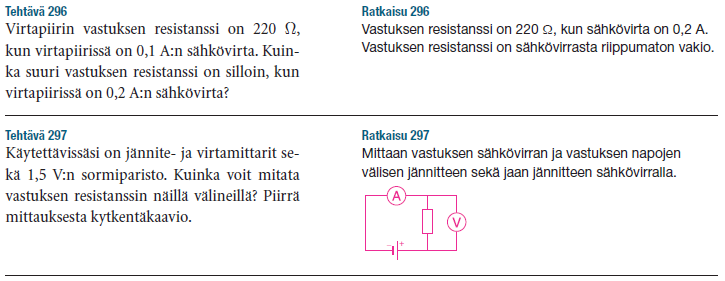 Tehtävä 296
Virtapiirin vastuksen resistanssi on 220 Ω,
kun virtapiirissä on 0,1 A:n sähkövirta. Kuin-
ka suuri vastuksen resistanssi on silloin, kun
virtapiirissä on 0,2 A:n sähkövirta?
Ratkaisu 296
Vastuksen resistanssi on 220 Ω, kun sähkövirta on 0,2 A.
Vastuksen resistanssi on sähkövirrasta riippumaton vakio.
Tehtävä 297
Käytettävissäsi on jännite- ja virtamittarit se-
kä 1,5 V:n sormiparisto. Kuinka voit mitata
vastuksen resistanssin näillä välineillä? Piirrä
mittauksesta kytkentäkaavio.
Ratkaisu 297
Mittaan vastuksen sähkövirran ja vastuksen napojen
välisen jännitteen sekä jaan jännitteen sähkövirralla.
A
V
- +